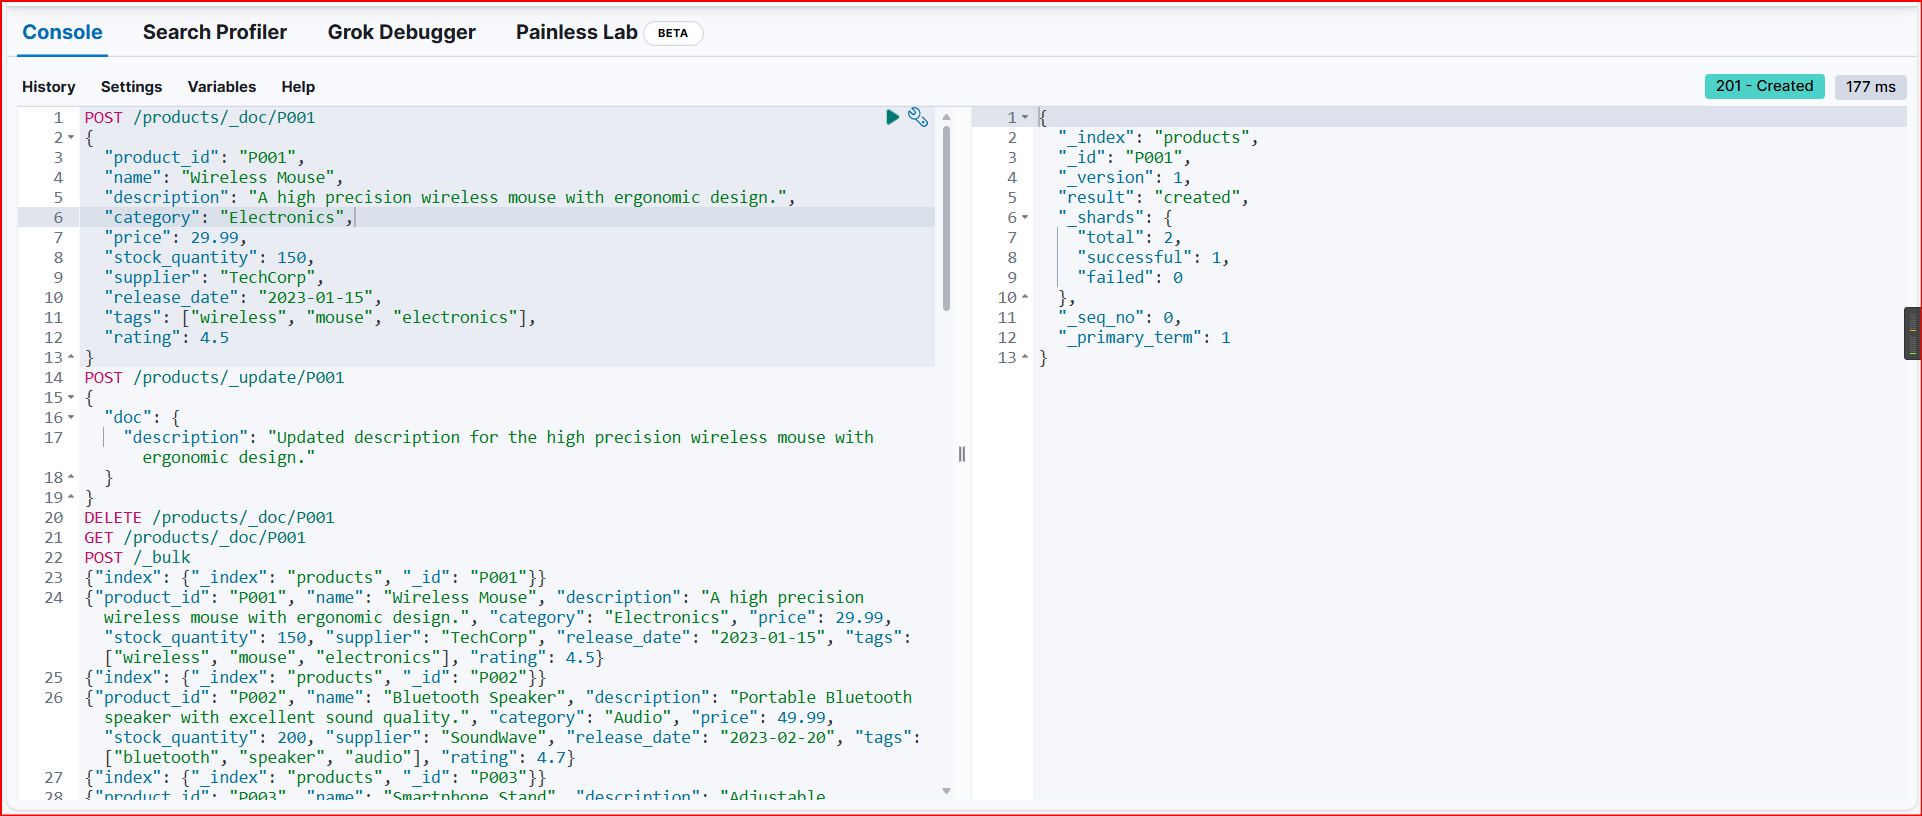 Console Search Profiler Grok Debugger Painless Lab BETA
History Settings Variables Help 201 - Created 177 ms
1 POST /products/_doc/P001
2 {
3 "product_id": "P001",
4 "name": "Wireless Mouse",
5 "description": "A high precision wireless mouse with ergonomic design.",
6 "category": "Electronics",
7 "price": 29.99,
8 "stock_quantity": 150,
9 "supplier": "TechCorp",
10 "release_date": "2023-01-15",
11 "tags": ["wireless", "mouse", "electronics"],
12 "rating": 4.5
13 }
14 POST /products/_update/P001
15 {
16 "doc": {
17 "description": "Updated description for the high precision wireless mouse with
ergonomic design."
18 }
19 }
20 DELETE /products/_doc/P001
21 GET /products/_doc/P001
22 POST /_bulk
23 {"index": {"_index": "products", "_id": "P001"}}
24 {"product_id": "P001", "name": "Wireless Mouse", "description": "A high precision
wireless mouse with ergonomic design.", "category": "Electronics", "price": 29.99,
"stock_quantity": 150, "supplier": "TechCorp", "release_date": "2023-01-15", "tags":
["wireless", "mouse", "electronics"], "rating": 4.5}
25 {"index": {"_index": "products", "_id": "P002"}}
26 {"product_id": "P002", "name": "Bluetooth Speaker", "description": "Portable Bluetooth
speaker with excellent sound quality.", "category": "Audio", "price": 49.99,
"stock_quantity": 200, "supplier": "SoundWave", "release_date": "2023-02-20", "tags":
["bluetooth", "speaker", "audio"], "rating": 4.7}
27 {"index": {"_index": "products", "_id": "P003"}}
28 {"product_id": "P003", "name": "Smartphone Stand", "description": "Adjustable
1 {
2 "_index": "products",
3 "_id": "P001",
4 "_version": 1,
5 "result": "created",
6 "_shards": {
7 "total": 2,
8 "successful": 1,
9 "failed": 0
10 },
11 "_seq_no": 0,
12 "_primary_term": 1
13 }